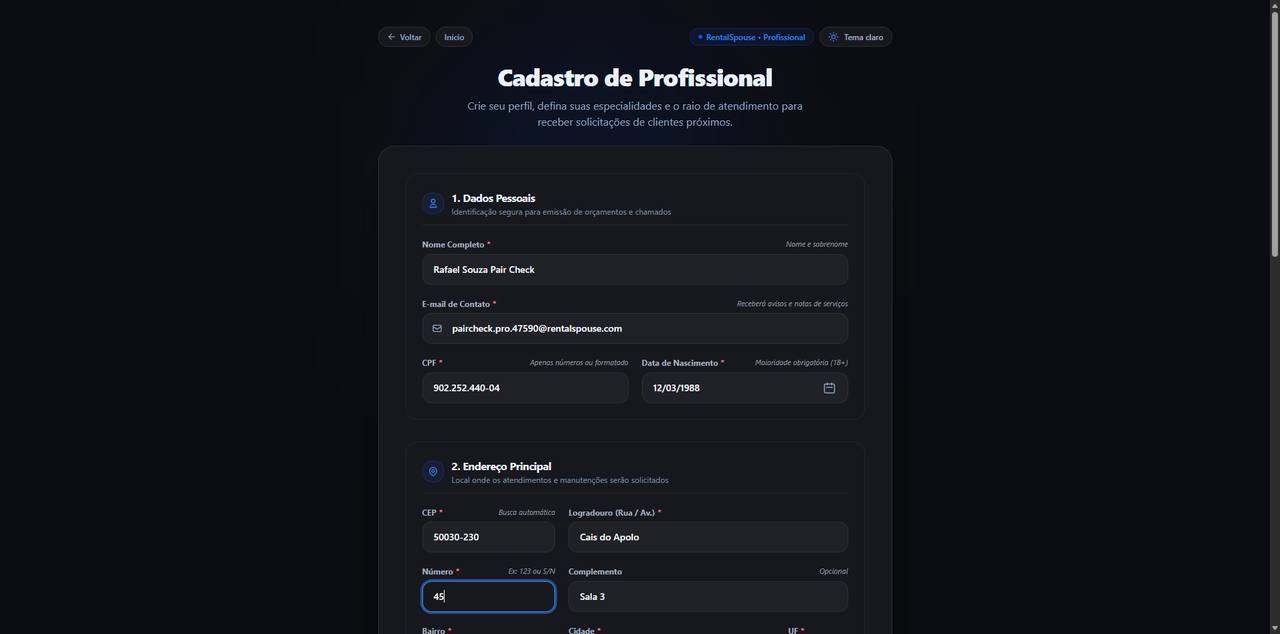 Voltar
Início
RentalSpouse • Profissional
Tema claro
Cadastro de Profissional
Crie seu perfil, defina suas especialidades e o raio de atendimento para
receber solicitações de clientes próximos.
1. Dados Pessoais
Identificação segura para emissão de orçamentos e chamados
Nome Completo *
Nome e sobrenome
Rafael Souza Pair Check
E-mail de Contato *
Receberá avisos e notas de serviços
paircheck.pro.47590@rentalspouse.com
CPF *
Apenas números ou formatado
Data de Nascimento *
Maioridade obrigatória (18+)
902.252.440-04
12/03/1988
2. Endereço Principal
Local onde os atendimentos e manutenções serão solicitados
CEP *
Busca automática
Logradouro (Rua / Av.) *
50030-230
Cais do Apolo
Número *
Ex: 123 ou S/N
Complemento
Opcional
45
Sala 3
Bairro *
Cidade *
UF *